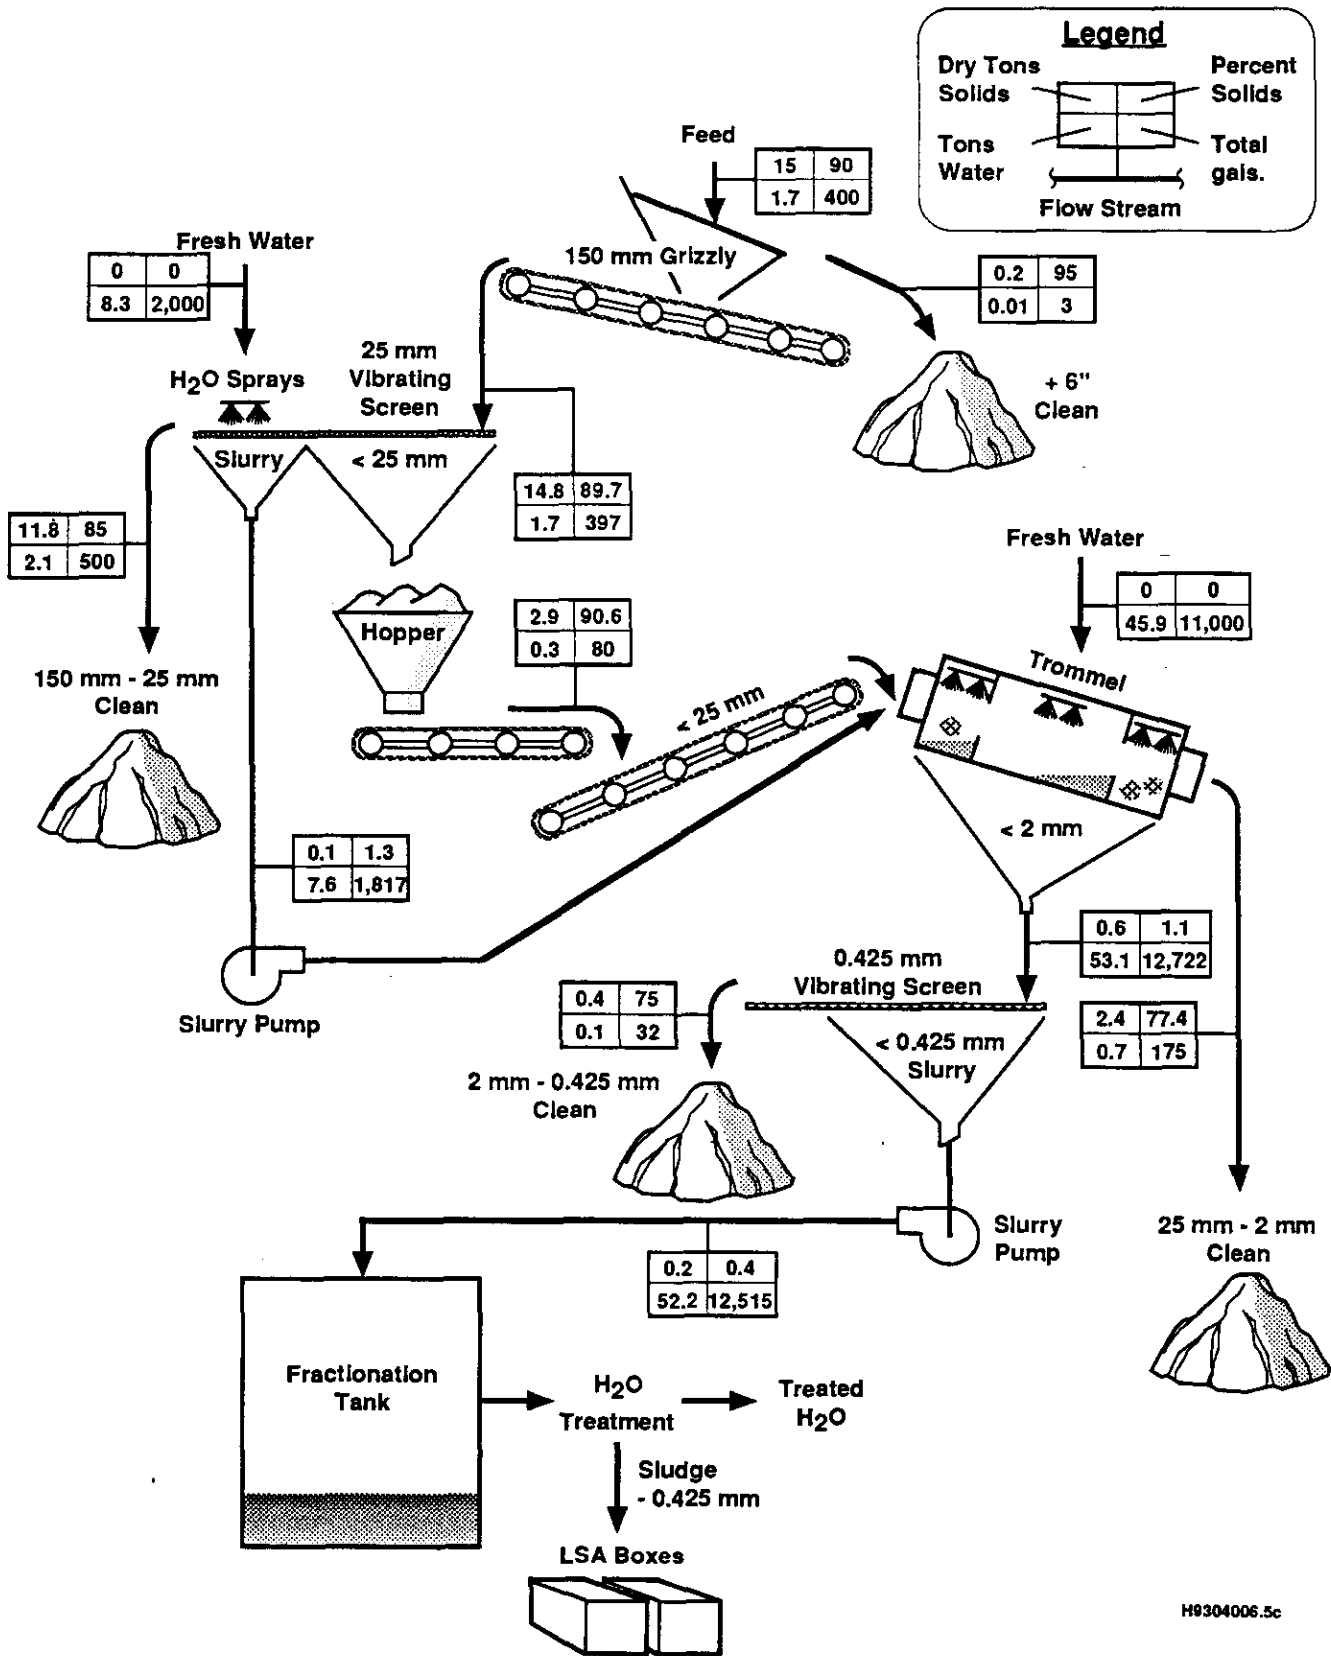 Legend
Dry Tons
Solids
Percent
Solids
Tons
Water
Total
gals.
Flow Stream
Feed
15 90
1.7 400
150 mm Grizzly
0.2 95
0.01 3
+ 6"
Clean
Fresh Water
0 0
8.3 2,000
H2O Sprays
25 mm
Vibrating
Screen
Slurry
< 25 mm
14.8 89.7
1.7 397
11.8 85
2.1 500
150 mm - 25 mm
Clean
Hopper
2.9 90.6
0.3 80
< 25 mm
Fresh Water
0 0
45.9 11,000
Trommel
< 2 mm
0.1 1.3
7.6 1,817
Slurry Pump
0.6 1.1
53.1 12,722
0.425 mm
Vibrating Screen
0.4 75
0.1 32
< 0.425 mm
Slurry
2.4 77.4
0.7 175
2 mm - 0.425 mm
Clean
Slurry
Pump
25 mm - 2 mm
Clean
0.2 0.4
52.2 12,515
Fractionation
Tank
H2O
Treatment
Treated
H2O
Sludge
- 0.425 mm
LSA Boxes
H9304006.5c